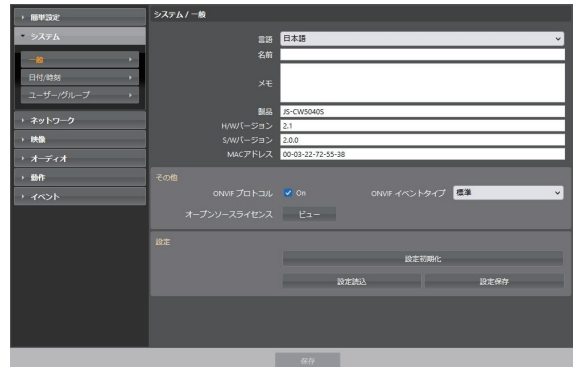 簡単設定
システム
一般
日付/時刻
ユーザー/グループ
ネットワーク
映像
オーディオ
動作
イベント
システム / 一般
言語 日本語
名前
メモ
製品 JS-CW5040S
H/Wバージョン 2.1
S/Wバージョン 2.0.0
MACアドレス 00-03-22-72-55-38
その他
ONVIF プロトコル On ONVIF イベントタイプ 標準
オープンソースライセンス ビュー
設定
設定初期化
設定読込 設定保存
保存